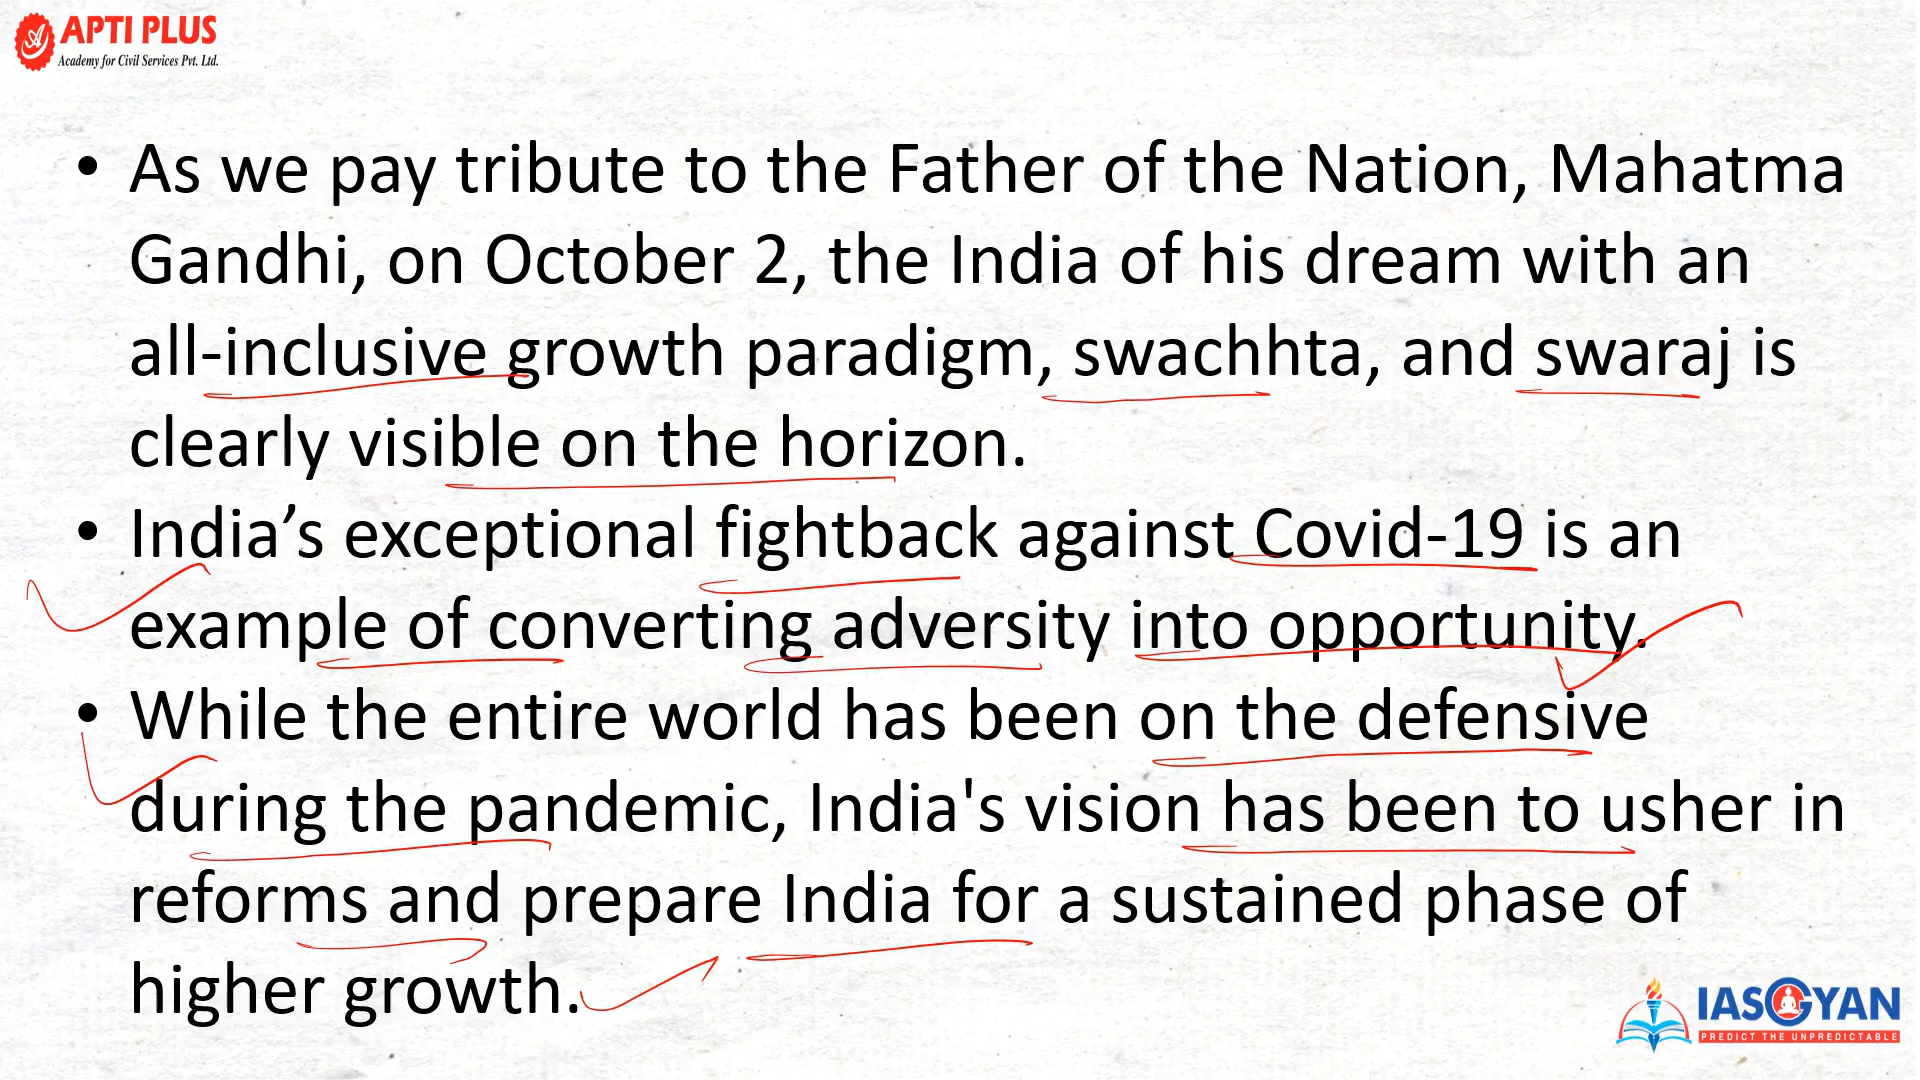 APTI PLUS
Academy for Civil Services Pvt. Ltd.
• As we pay tribute to the Father of the Nation, Mahatma
Gandhi, on October 2, the India of his dream with an
all-inclusive growth paradigm, swachhta, and swaraj is
clearly visible on the horizon.
• India’s exceptional fightback against Covid-19 is an
example of converting adversity into opportunity.
• While the entire world has been on the defensive
during the pandemic, India's vision has been to usher in
reforms and prepare India for a sustained phase of
higher growth.
IASGYAN
PREDICT THE UNPREDICTABLE